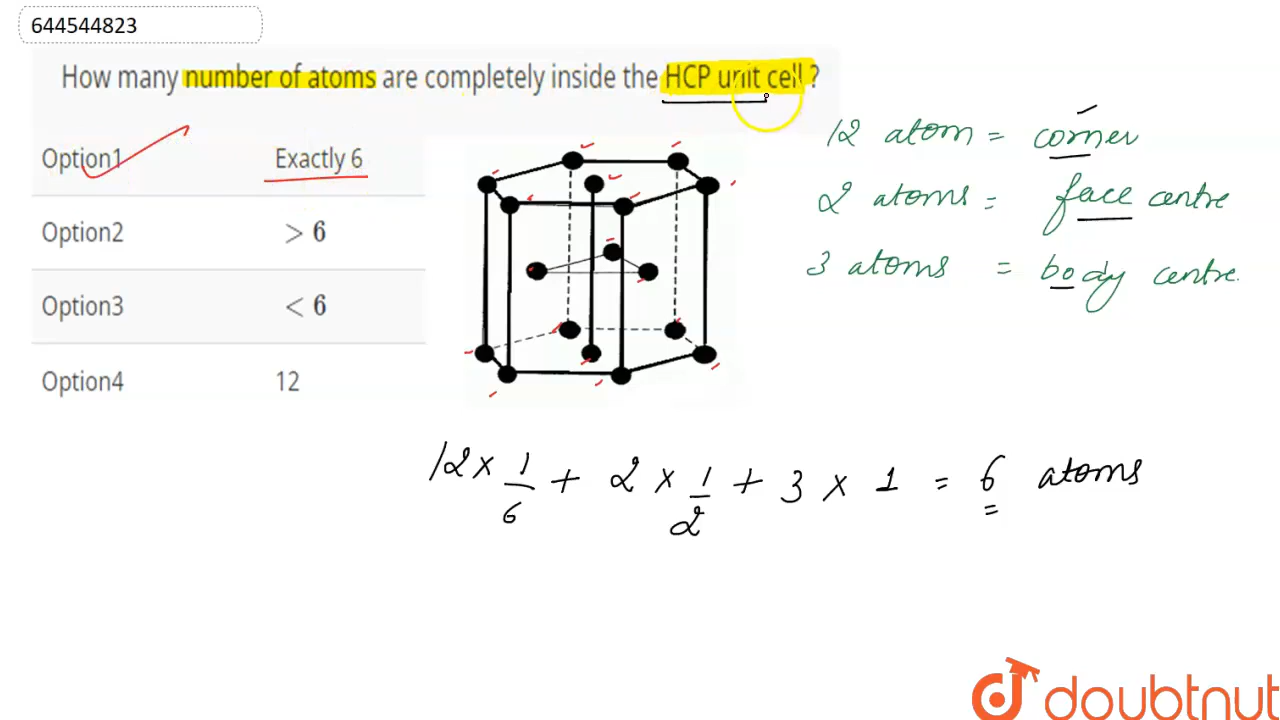 644544823
How many number of atoms are completely inside the HCP unit cell ?
Option1 Exactly 6
Option2 > 6
Option3 < 6
Option4 12
12 atom = corner
2 atoms = face centre
3 atoms = body centre.
12 × 1/6 + 2 × 1/2 + 3 × 1 = 6 atoms
doubtnut